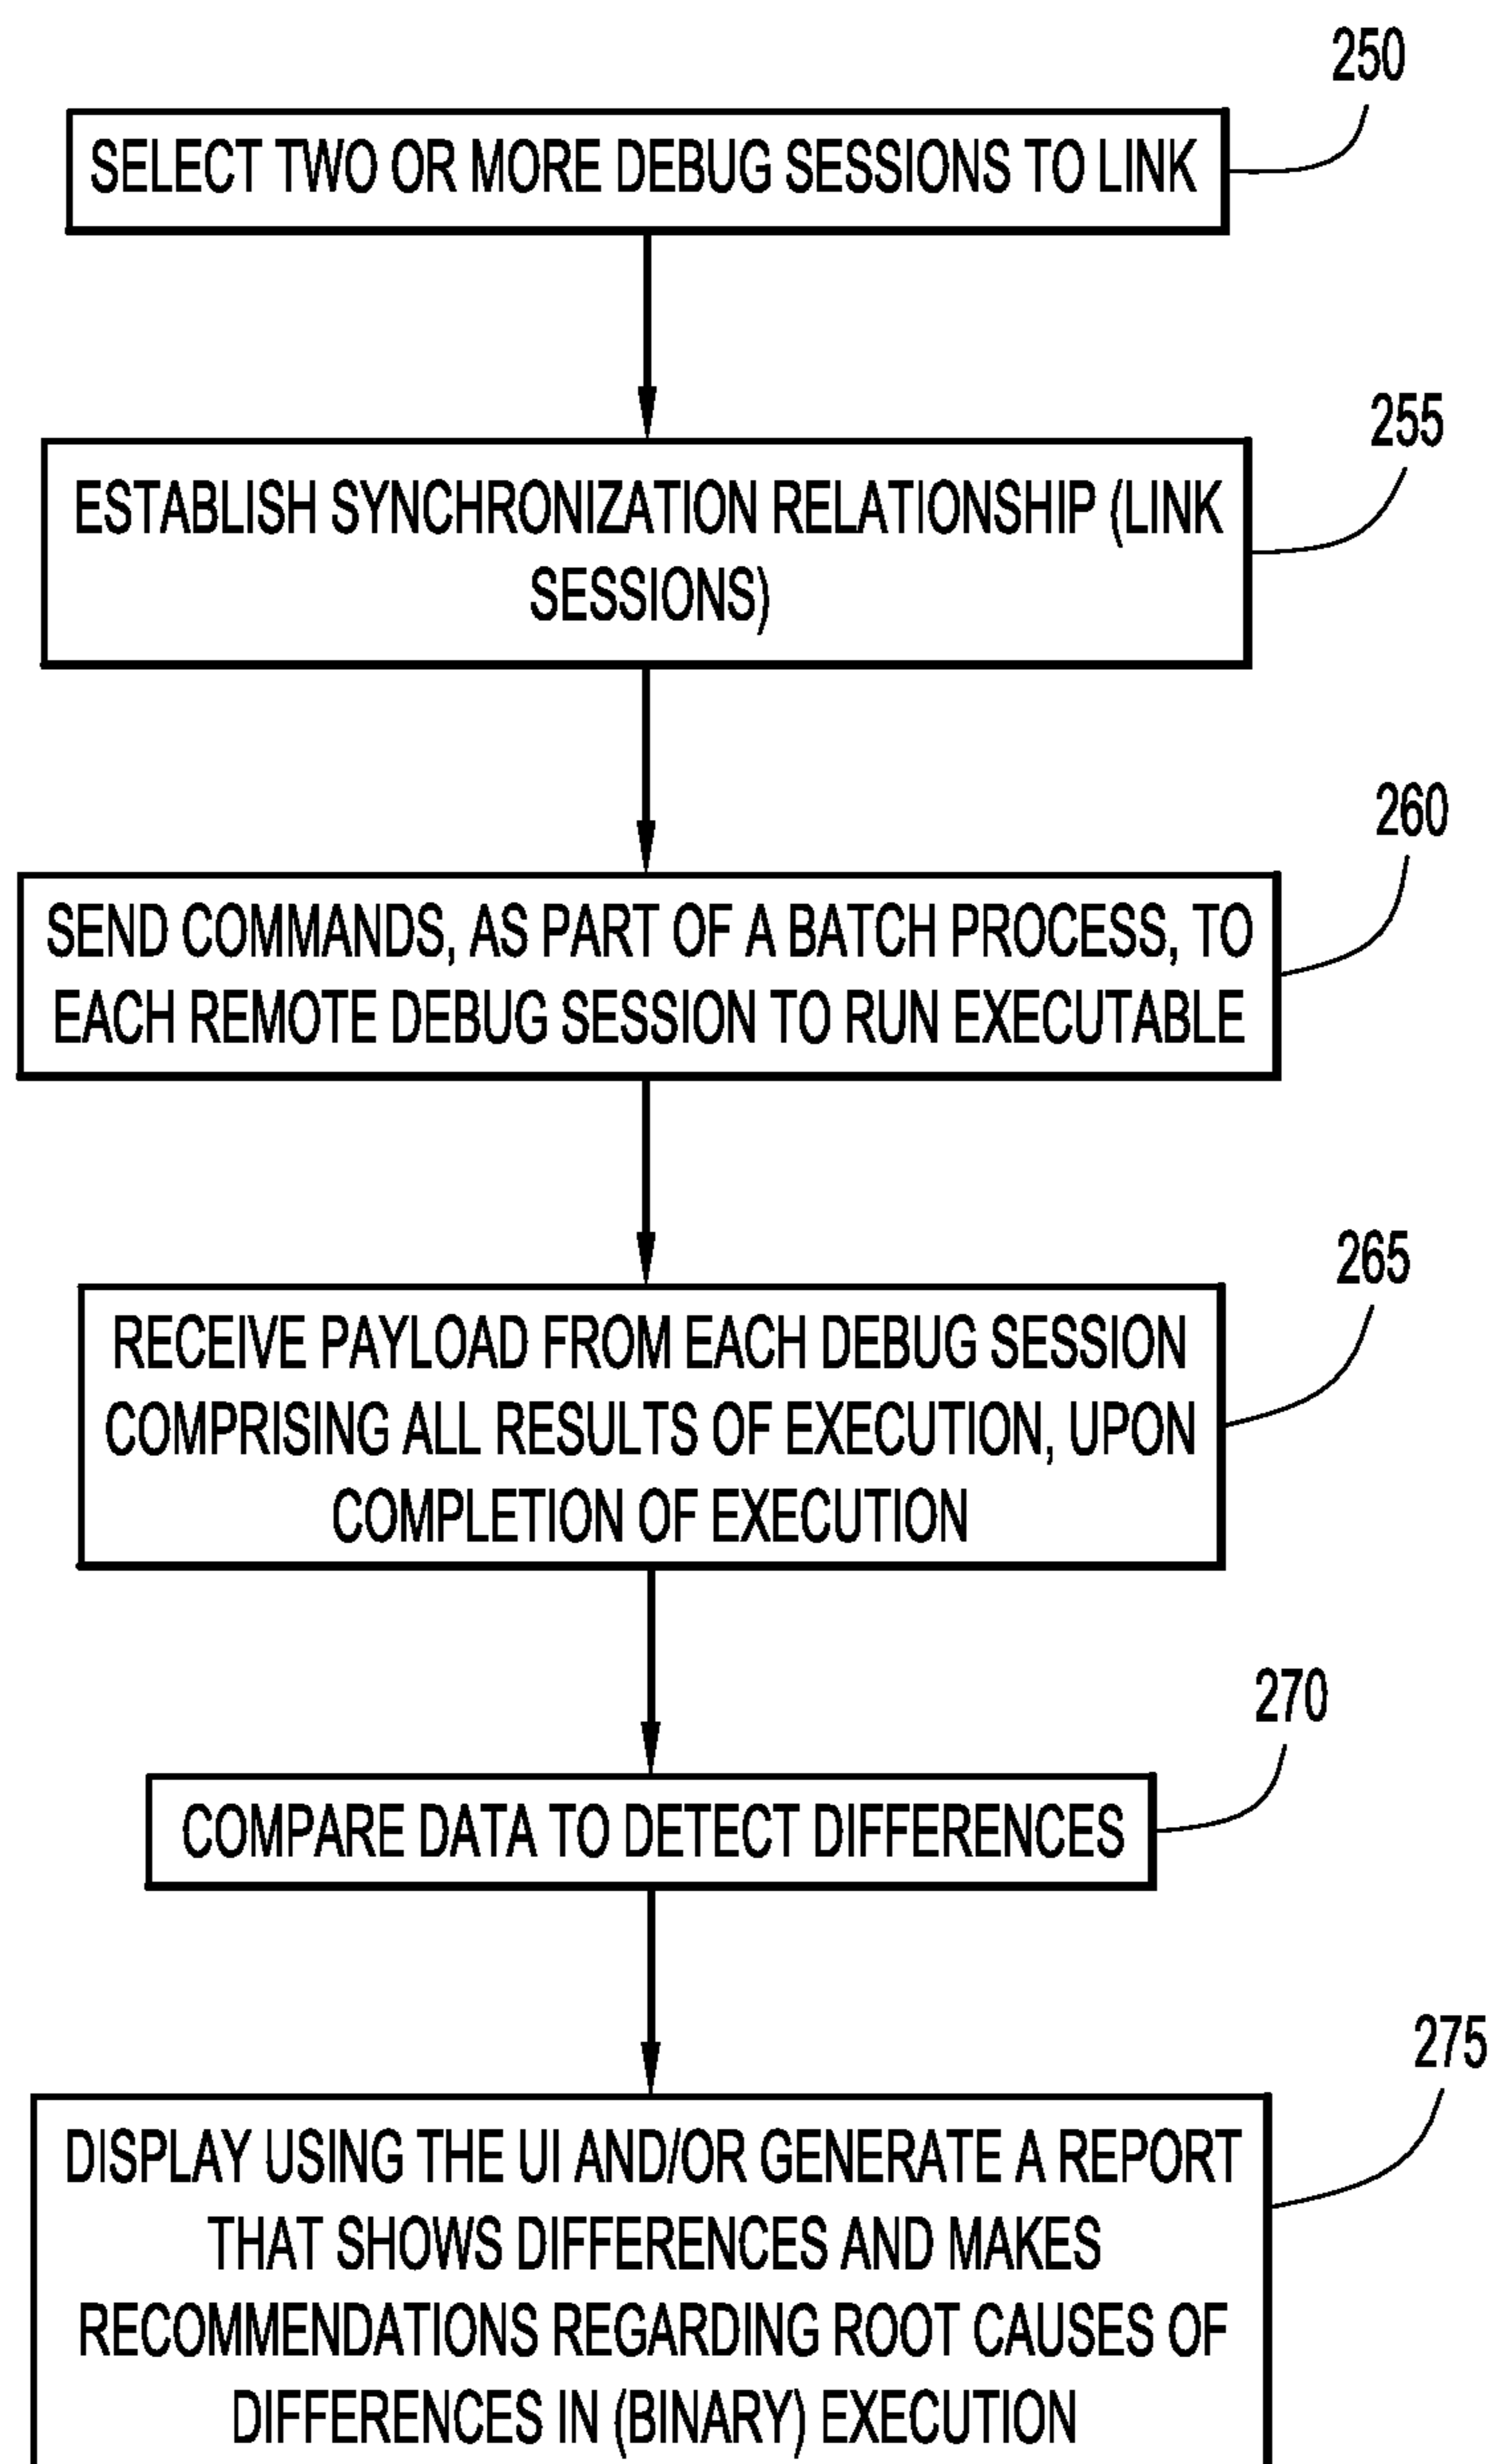 250
SELECT TWO OR MORE DEBUG SESSIONS TO LINK
255
ESTABLISH SYNCHRONIZATION RELATIONSHIP (LINK
SESSIONS)
260
SEND COMMANDS, AS PART OF A BATCH PROCESS, TO
EACH REMOTE DEBUG SESSION TO RUN EXECUTABLE
265
RECEIVE PAYLOAD FROM EACH DEBUG SESSION
COMPRISING ALL RESULTS OF EXECUTION, UPON
COMPLETION OF EXECUTION
270
COMPARE DATA TO DETECT DIFFERENCES
275
DISPLAY USING THE UI AND/OR GENERATE A REPORT
THAT SHOWS DIFFERENCES AND MAKES
RECOMMENDATIONS REGARDING ROOT CAUSES OF
DIFFERENCES IN (BINARY) EXECUTION